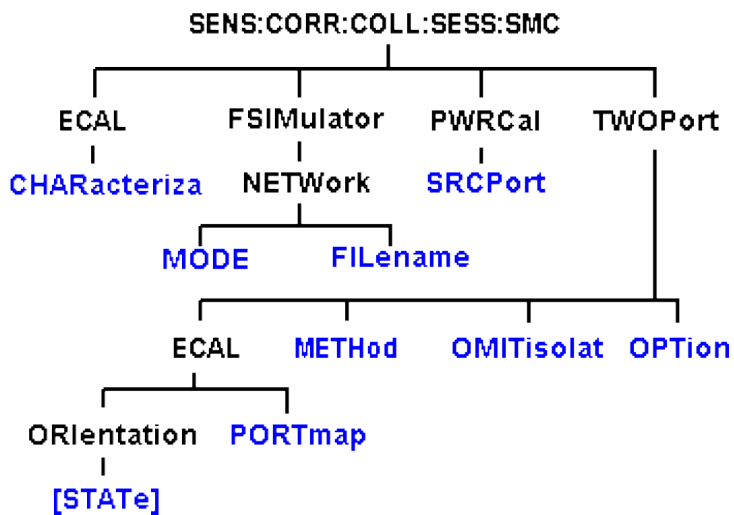 SENS:CORR:COLL:SESS:SMC
ECAL FSIMulator PWRCal TWOPort
CHARacteriza NETWork SRCPort
MODE FILename
ECAL METHod OMITisolat OPTion
ORIentation PORTmap
[STATe]